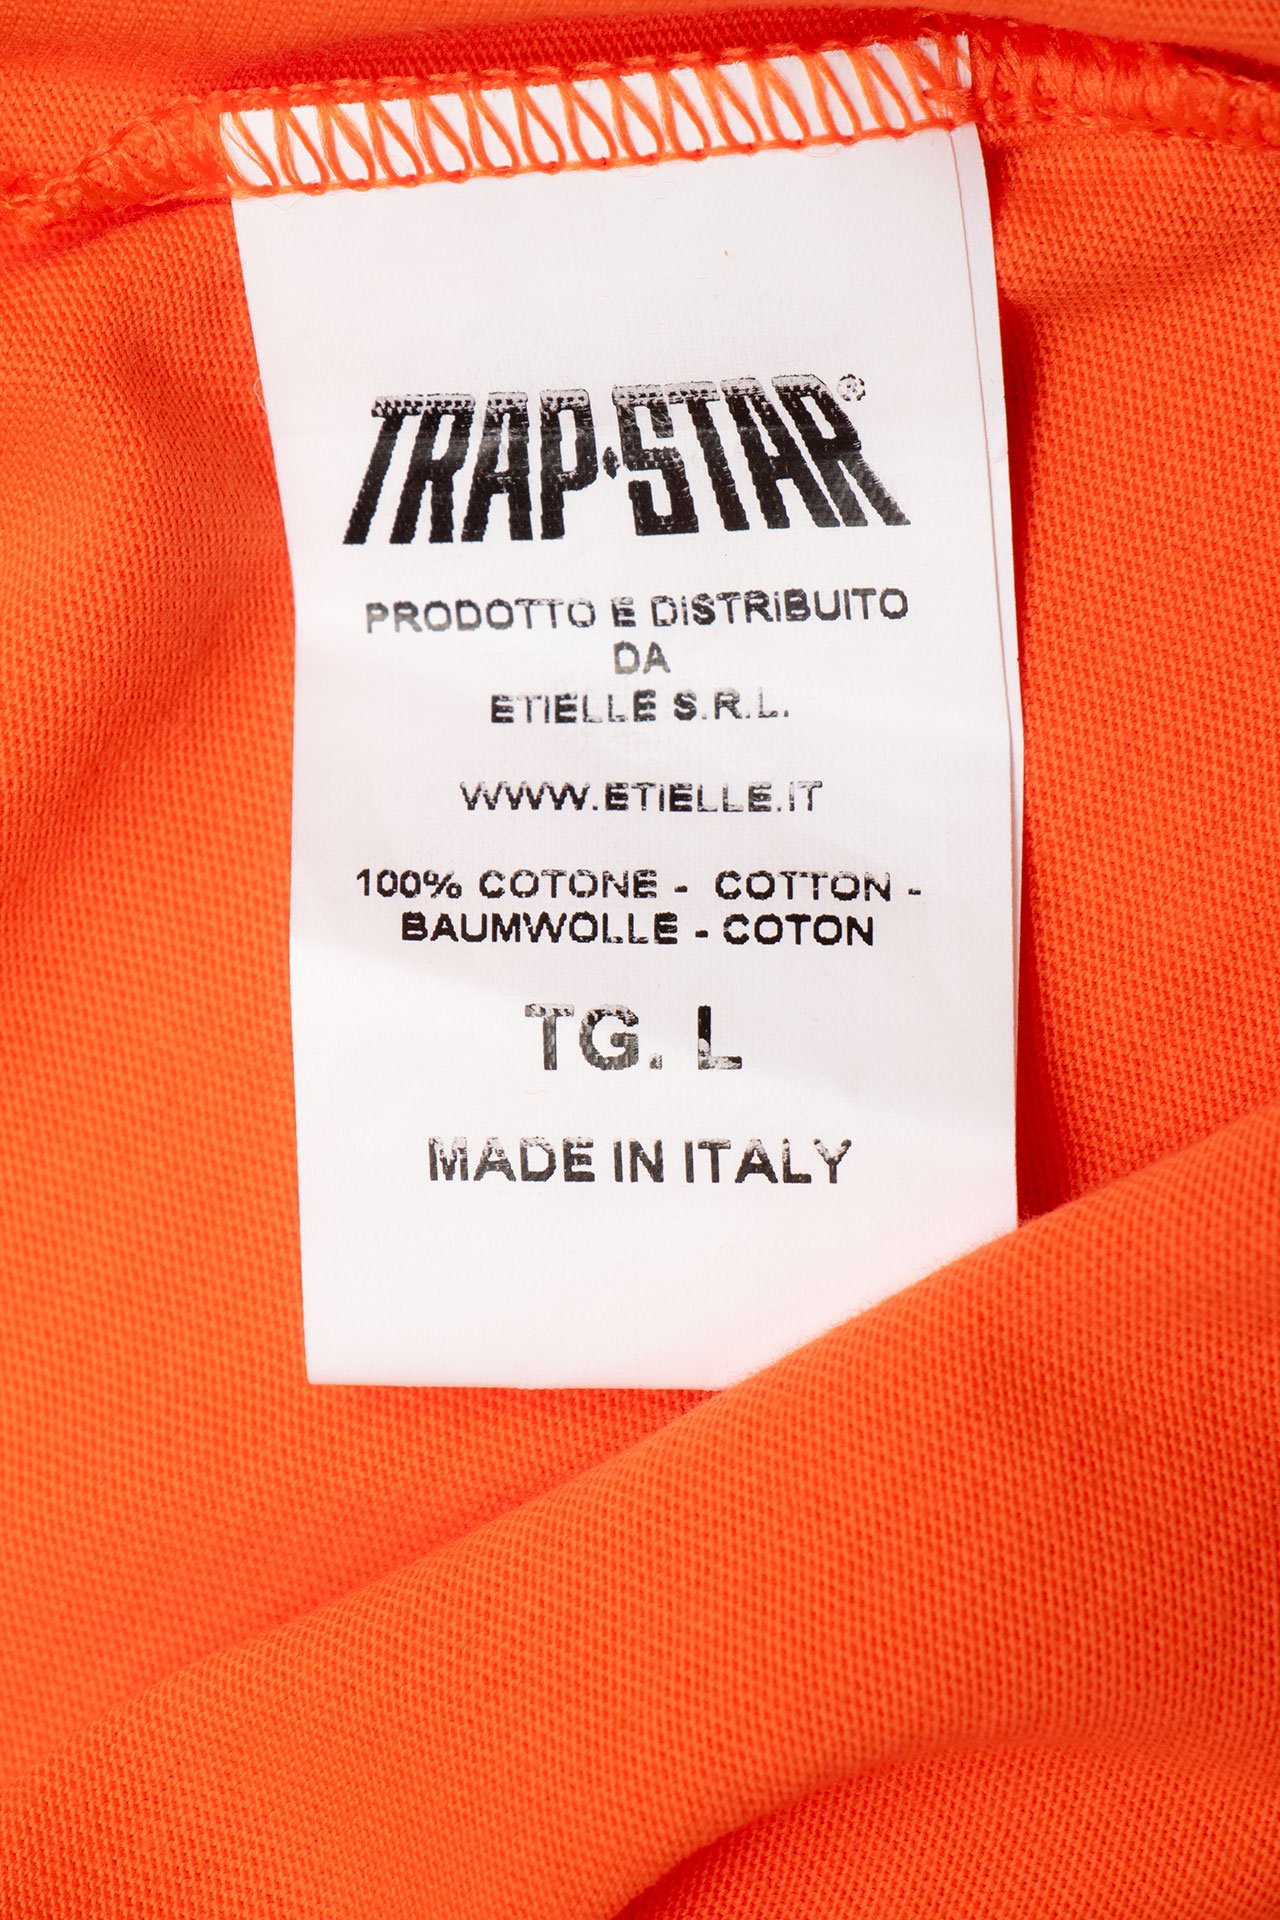 TRAP★STAR®
PRODOTTO E DISTRIBUITO
DA
ETIELLE S.R.L.
WWW.ETIELLE.IT
100% COTONE - COTTON -
BAUMWOLLE - COTON
TG. L
MADE IN ITALY